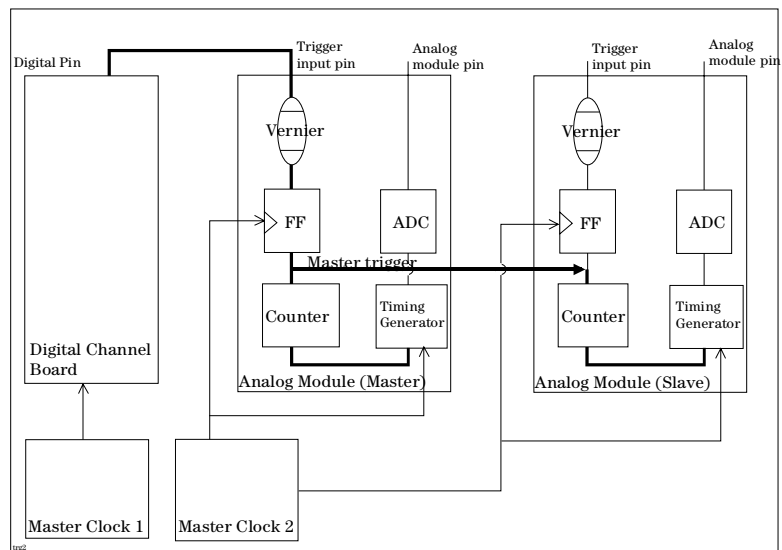 Digital Pin
Trigger
input pin
Analog
module pin
Trigger
input pin
Analog
module pin
Vernier
Vernier
FF
ADC
FF
ADC
Master trigger
Counter
Timing
Generator
Counter
Timing
Generator
Digital Channel
Board
Analog Module (Master)
Analog Module (Slave)
Master Clock 1
Master Clock 2
trg2